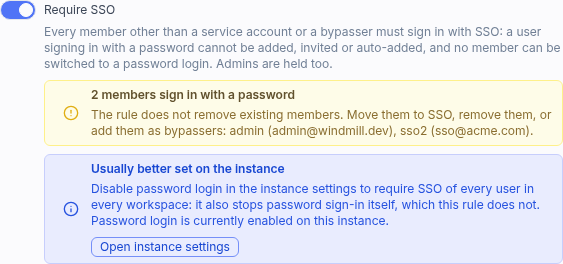 Require SSO
Every member other than a service account or a bypasser must sign in with SSO: a user
signing in with a password cannot be added, invited or auto-added, and no member can be
switched to a password login. Admins are held too.
2 members sign in with a password
The rule does not remove existing members. Move them to SSO, remove them, or
add them as bypassers: admin (admin@windmill.dev), sso2 (sso@acme.com).
Usually better set on the instance
Disable password login in the instance settings to require SSO of every user in
every workspace: it also stops password sign-in itself, which this rule does not.
Password login is currently enabled on this instance.
Open instance settings